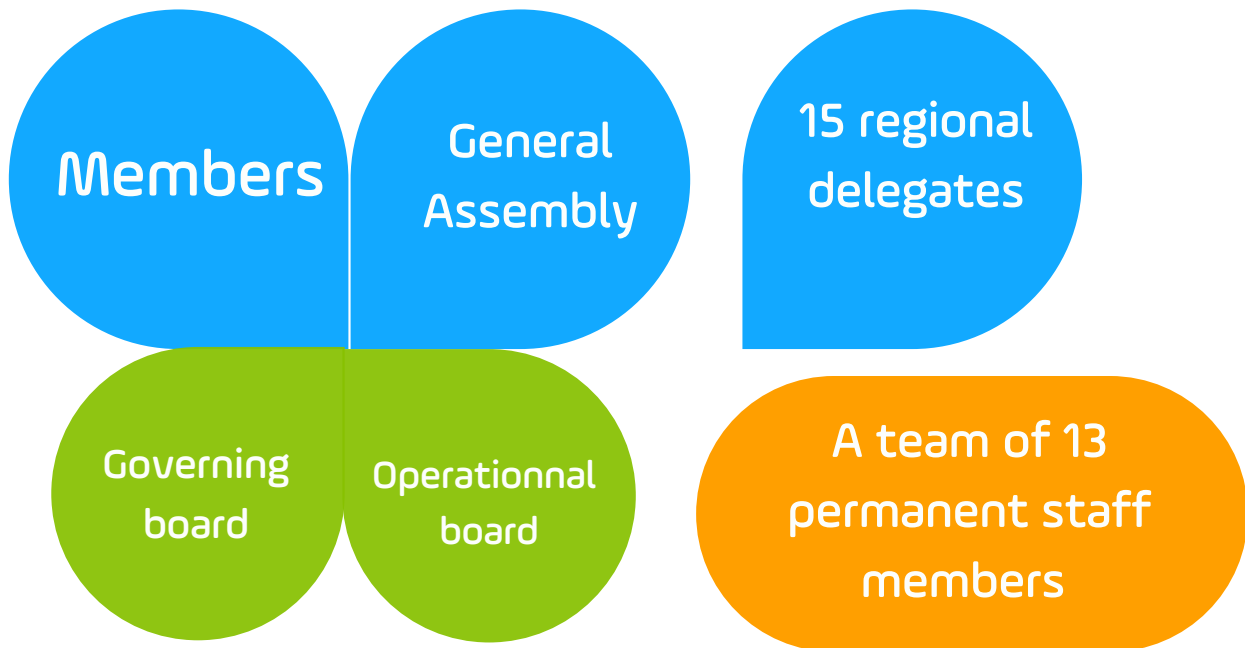 Members
General
Assembly
15 regional
delegates
Governing
board
Operationnal
board
A team of 13
permanent staff
members